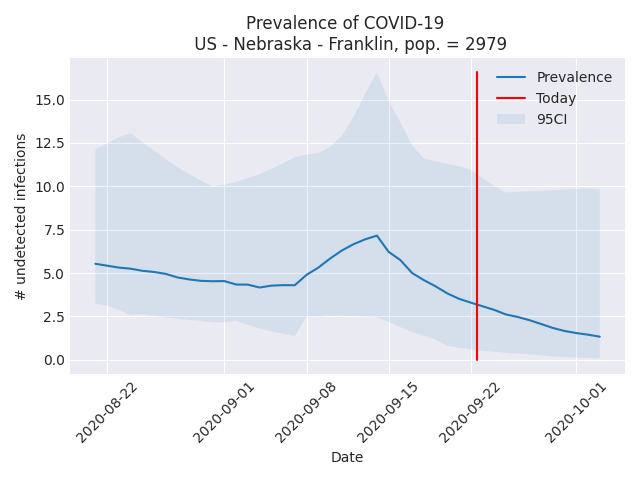 Prevalence of COVID-19
US - Nebraska - Franklin, pop. = 2979
# undetected infections
15.0
12.5
10.0
7.5
5.0
2.5
0.0
Prevalence
Today
95CI
2020-08-22
2020-09-01
2020-09-08
2020-09-15
2020-09-22
2020-10-01
Date